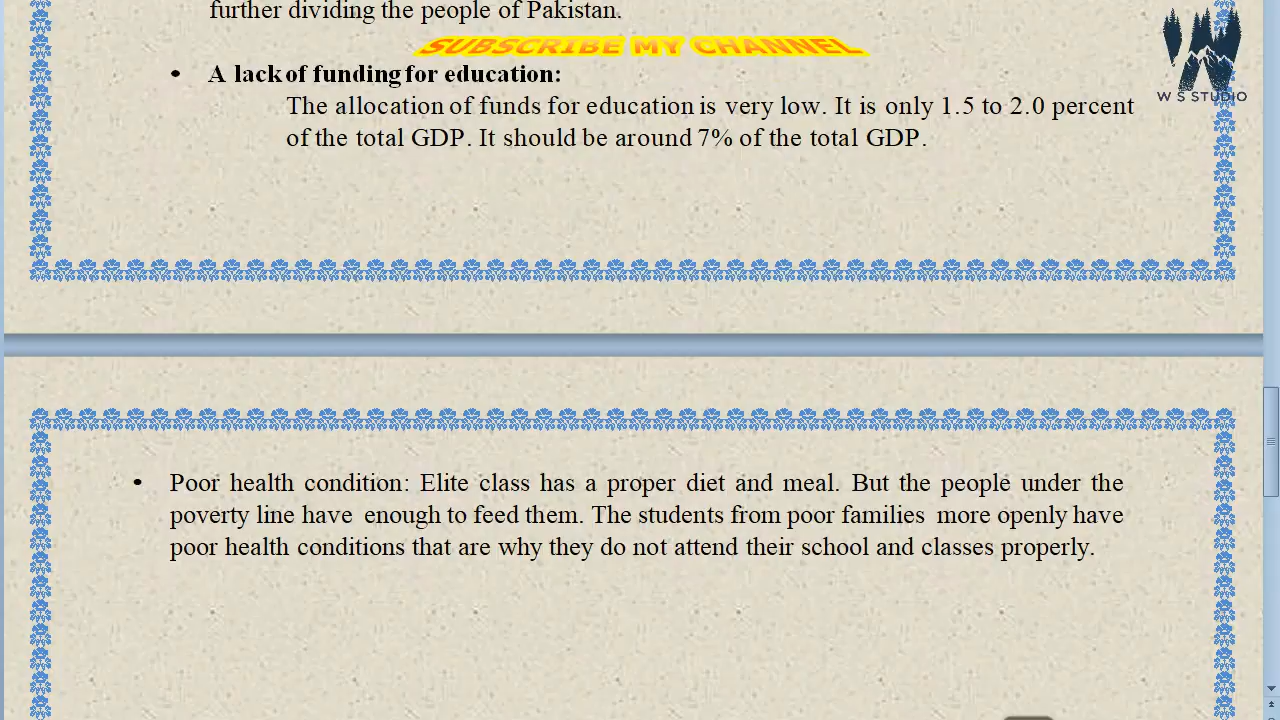 further dividing the people of Pakistan.
SUBSCRIBE MY CHANNEL
• A lack of funding for education:
The allocation of funds for education is very low. It is only 1.5 to 2.0 percent
of the total GDP. It should be around 7% of the total GDP.
W S STUDIO
• Poor health condition: Elite class has a proper diet and meal. But the people under the
poverty line have enough to feed them. The students from poor families more openly have
poor health conditions that are why they do not attend their school and classes properly.